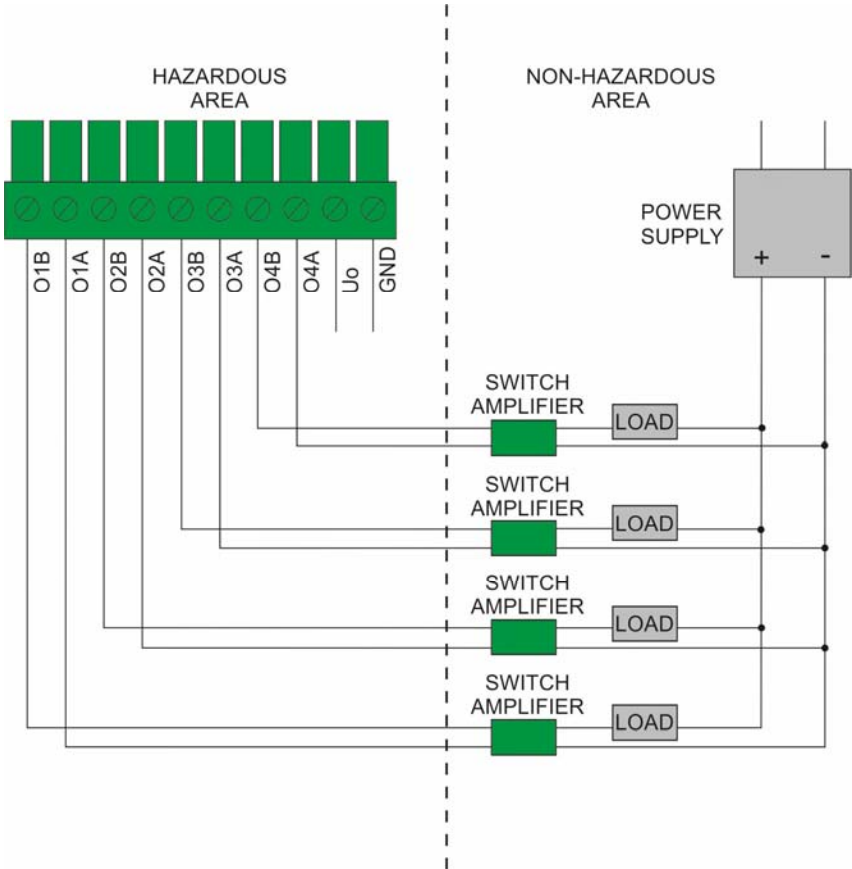 HAZARDOUS
AREA
NON-HAZARDOUS
AREA
POWER
SUPPLY
+ -
O1B
O1A
O2B
O2A
O3B
O3A
O4B
O4A
Uo
GND
SWITCH
AMPLIFIER
LOAD
SWITCH
AMPLIFIER
LOAD
SWITCH
AMPLIFIER
LOAD
SWITCH
AMPLIFIER
LOAD